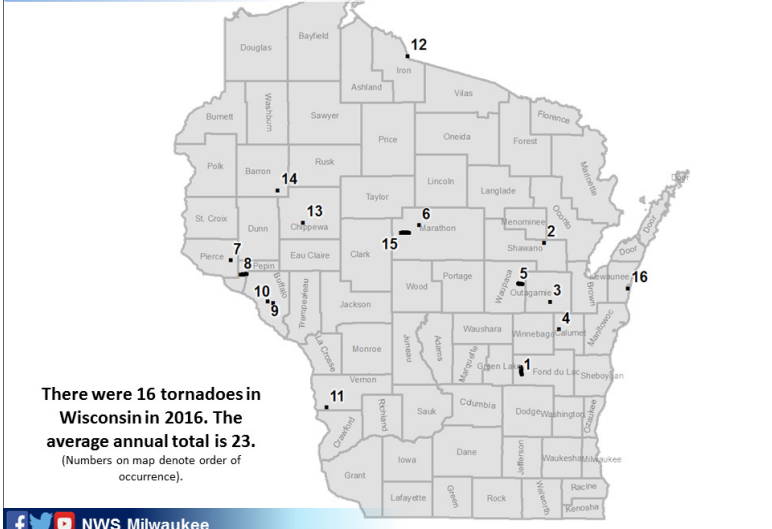 Douglas
Bayfield
12
Iron
Ashland
Vilas
Burnett
Washburn
Sawyer
Florence
Price
Oneida
Forest
Polk
Barron
Rusk
Marinette
14
Lincoln
Langlade
Taylor
Door
13
6
Menominee
Oconto
St. Croix
Dunn
Chippewa
Marathon
2
Door
15
Shawano
7
Eau Claire
Clark
Door
Pierce
8
Pepin
5
Kewaunee
16
Buffalo
Wood
Portage
Waupaca
Outagamie
3
Brown
10
9
Trempealeau
Jackson
4
Waushara
Winnebago
Calumet
Manitowoc
La Crosse
Monroe
Juneau
Adams
Marquette
Green Lake
1
Fond du Lac
Sheboygan
Vernon
11
There were 16 tornadoes in
Wisconsin in 2016. The
average annual total is 23.
(Numbers on map denote order of
occurrence).
Richland
Sauk
Columbia
Dodge
Washington
Ozaukee
Crawford
Dane
Jefferson
Waukesha
Milwaukee
Iowa
Grant
Lafayette
Green
Rock
Walworth
Racine
Kenosha
NWS Milwaukee